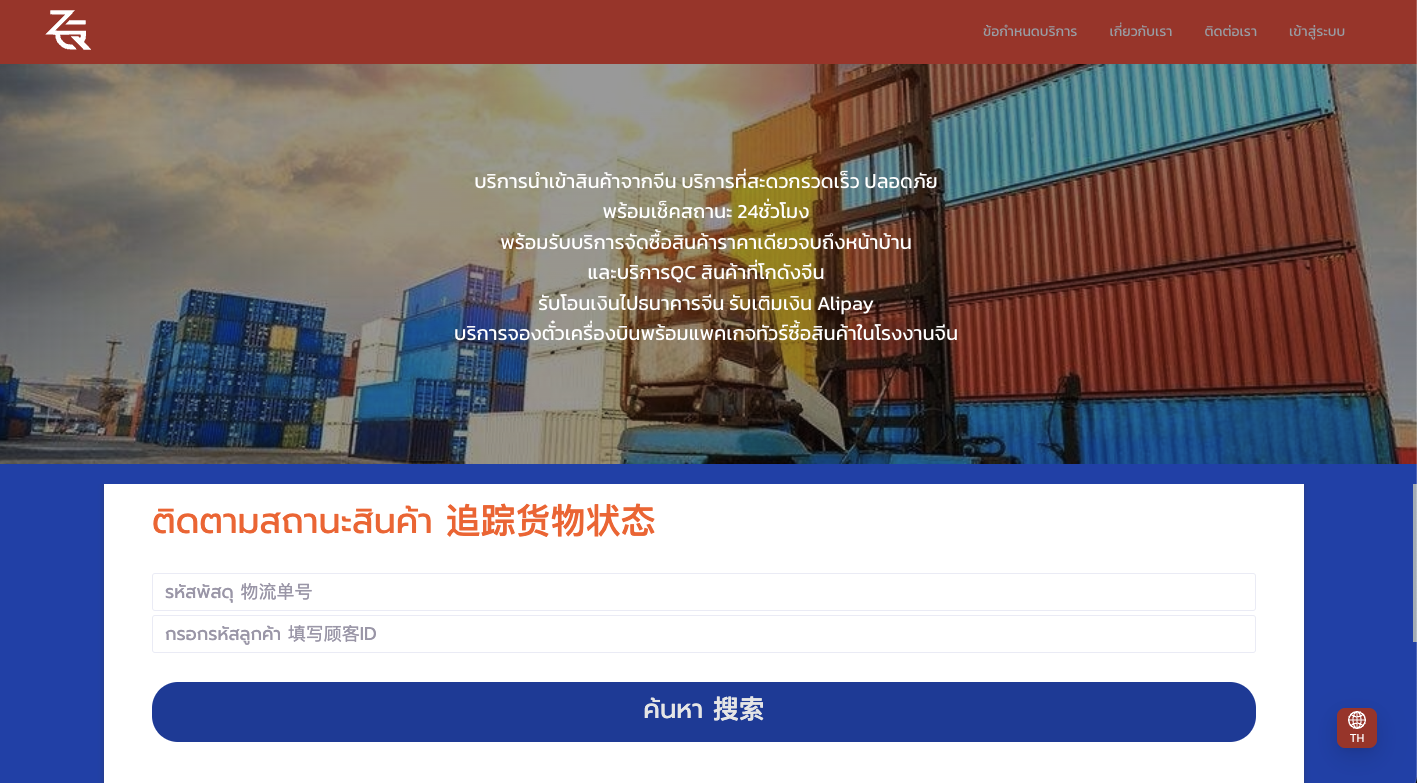 ZCR
ข้อกำหนดบริการ
เกี่ยวกับเรา
ติดต่อเรา
เข้าสู่ระบบ
บริการนำเข้าสินค้าจากจีน บริการที่สะดวกรวดเร็ว ปลอดภัย
พร้อมเช็คสถานะ 24ชั่วโมง
พร้อมรับบริการจัดซื้อสินค้าราคาเดียวจบถึงหน้าบ้าน
และบริการQC สินค้าที่โกดังจีน
รับโอนเงินไปธนาคารจีน รับเติมเงิน Alipay
บริการจองตั๋วเครื่องบินพร้อมแพคเกจทัวร์ซื้อสินค้าในโรงงานจีน
ติดตามสถานะสินค้า 追踪货物状态
รหัสพัสดุ 物流单号
กรอกรหัสลูกค้า 填写顾客ID
ค้นหา 搜索
TH